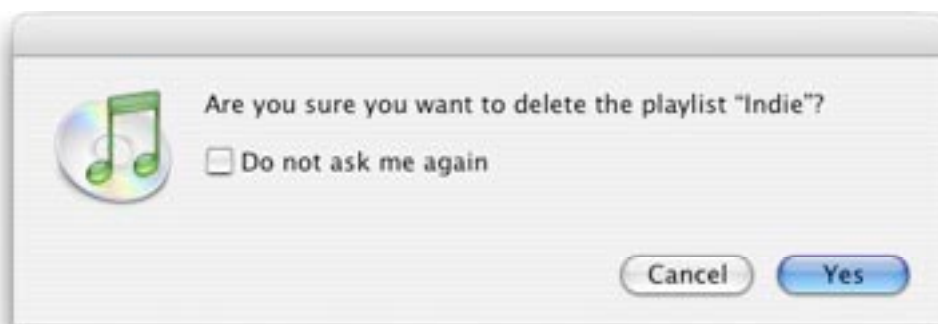 Are you sure you want to delete the playlist “Indie”?
Do not ask me again
Cancel Yes